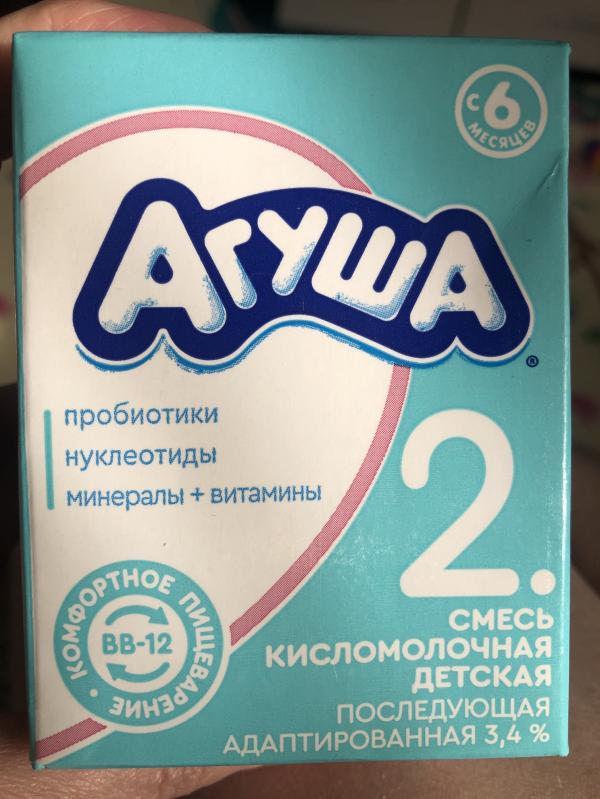 с 6
месяцев
Агуша
®
пробиотики
нуклеотиды
минералы + витамины
2.
КОМФОРТНОЕ ПИЩЕВАРЕНИЕ •
BB-12
СМЕСЬ
КИСЛОМОЛОЧНАЯ
ДЕТСКАЯ
ПОСЛЕДУЮЩАЯ
АДАПТИРОВАННАЯ 3,4 %